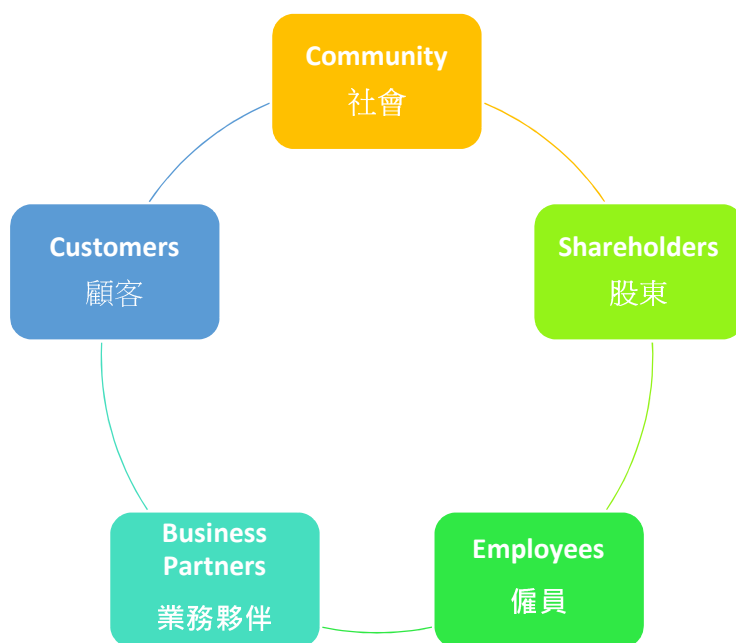 Community
社會
Customers
顧客
Shareholders
股東
Business
Partners
業務夥伴
Employees
僱員